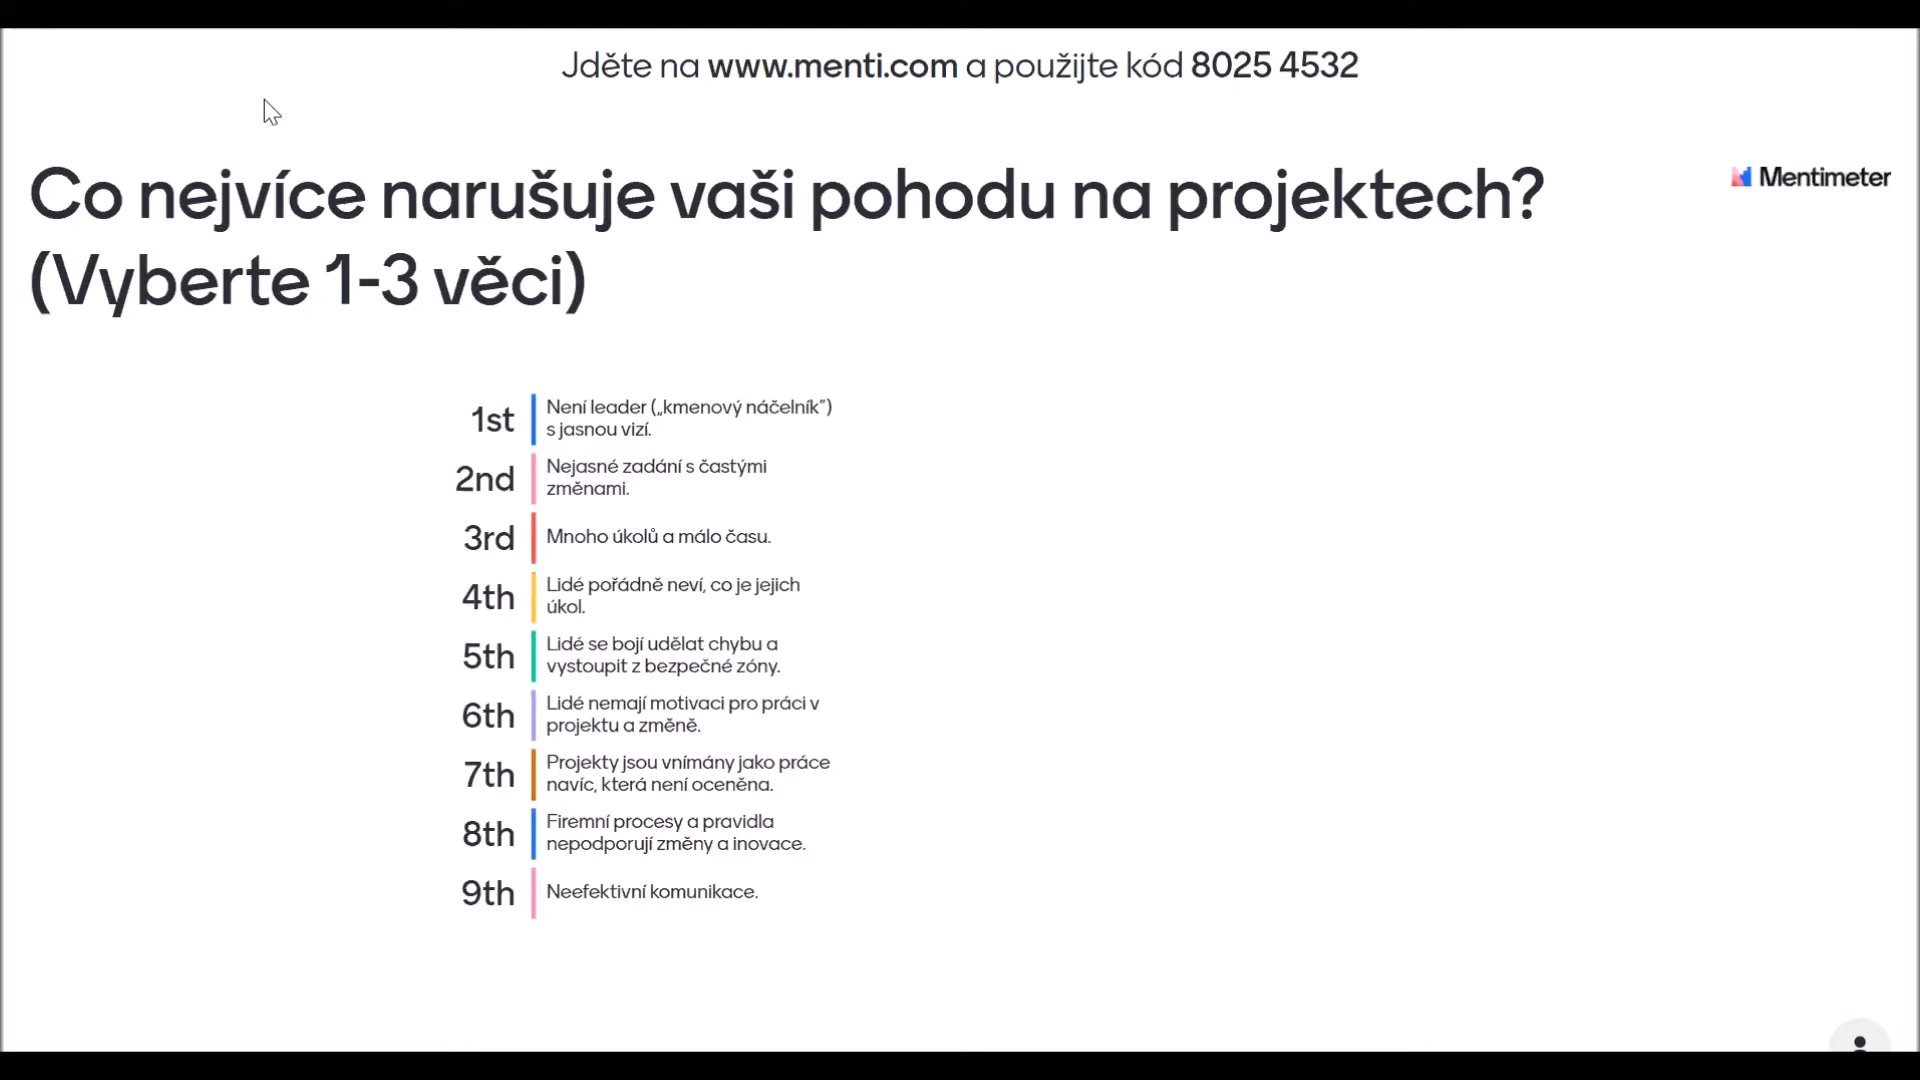 Jděte na www.menti.com a použijte kód 8025 4532
Mentimeter
Co nejvíce narušuje vaši pohodu na projektech?
(Vyberte 1-3 věci)
1st Není leader („kmenový náčelník”)
s jasnou vizí.
2nd Nejasné zadání s častými
změnami.
3rd Mnoho úkolů a málo času.
4th Lidé pořádně neví, co je jejich
úkol.
5th Lidé se bojí udělat chybu a
vystoupit z bezpečné zóny.
6th Lidé nemají motivaci pro práci v
projektu a změně.
7th Projekty jsou vnímány jako práce
navíc, která není oceněna.
8th Firemní procesy a pravidla
nepodporují změny a inovace.
9th Neefektivní komunikace.